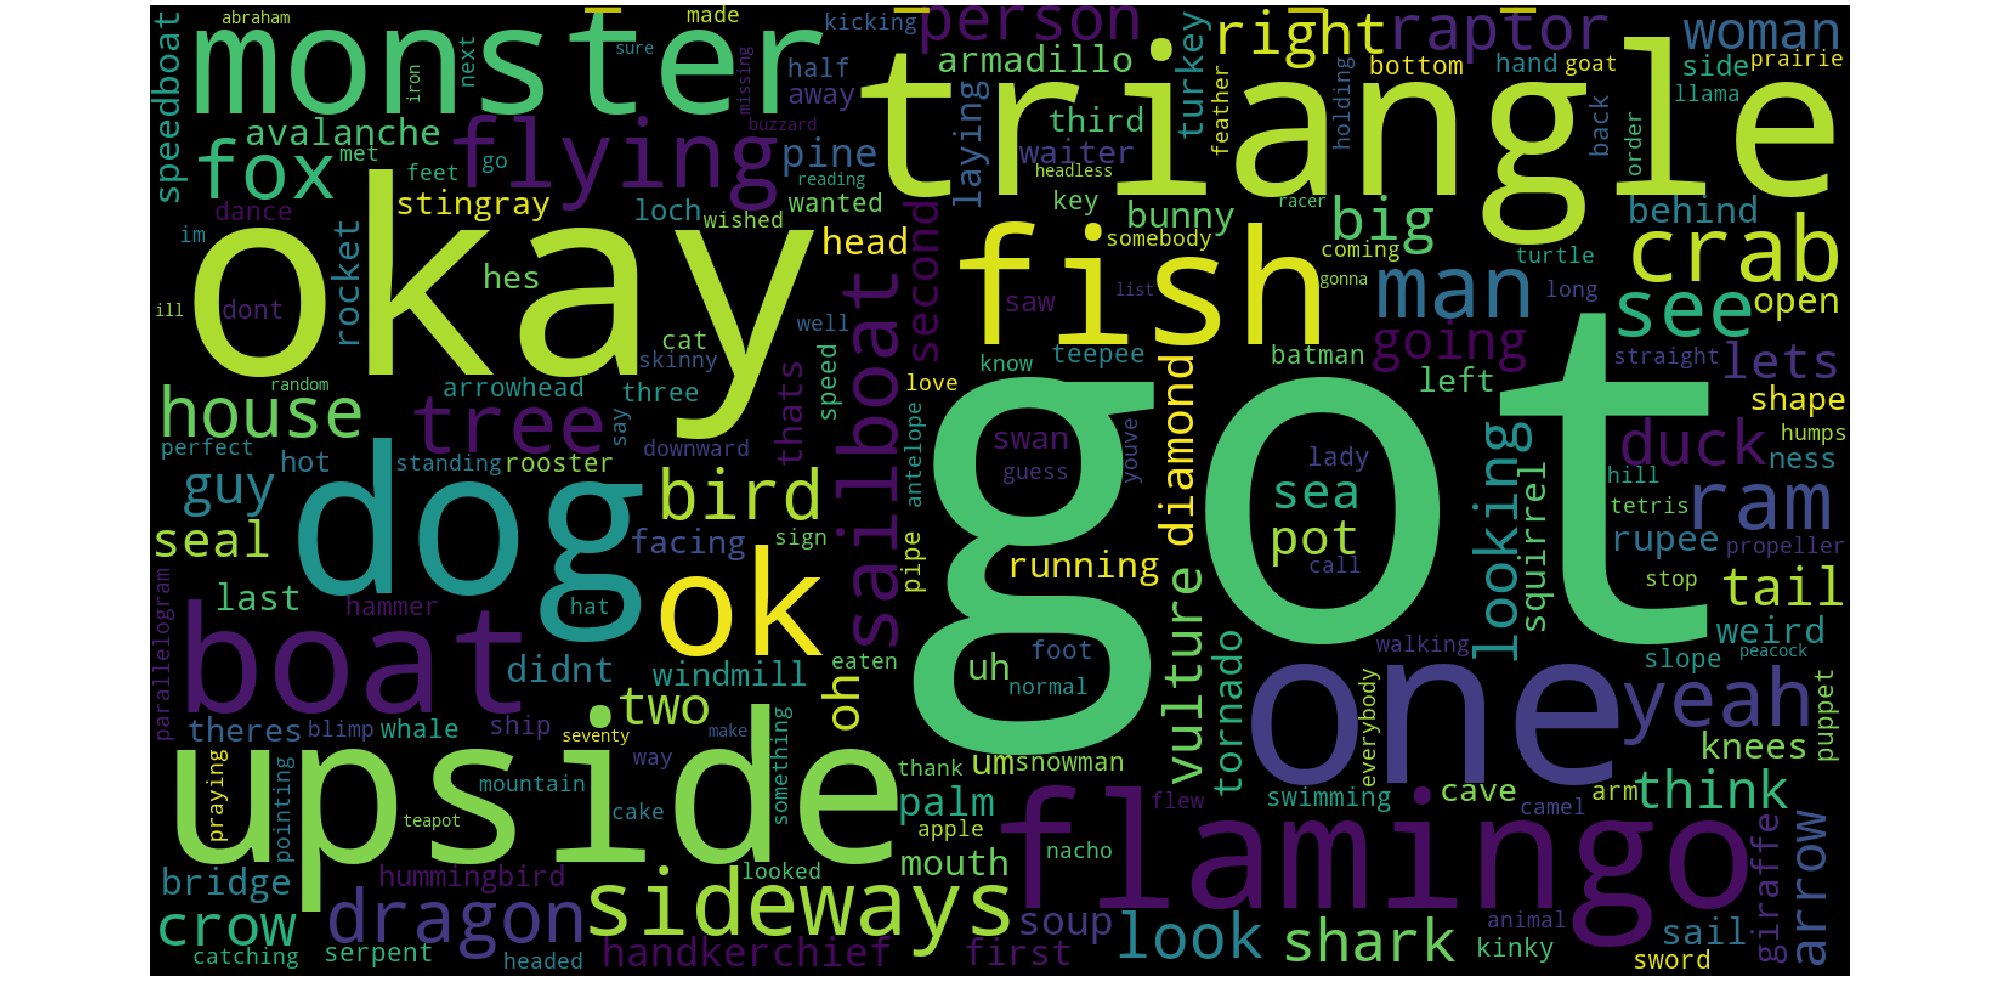 abraham
made
kicking
person
right
raptor
woman
monster
sure
next
iron
speedboat
missing
half
away
armadillo
turkey
bottom
hand
goat
side
prairie
triangle
llama
avalanche
flying
buzzard
third
feather
holding
back
order
fox
met
go
feet
pine
reading
laying
waiter
headless
stingray
loch
wished
wanted
key
bunny
racer
big
behind
crab
dance
im
rocket
okay
hes
head
somebody
coming
turtle
fish
second
man
gonna
long
see
open
ill
dont
saw
list
well
cat
skinny
know
teepee
batman
going
straight
lets
house
random
arrowhead
three
speed
love
diamond
left
shape
tree
say
thats
sailboat
antelope
swan
guess
youve
got
lady
looking
duck
humps
ness
perfect
hot
standing
rooster
downward
guy
dog
bird
sea
hill
tetris
ram
squirrel
seal
facing
sign
pipe
running
pot
call
rupee
propeller
stop
tail
last
hammer
hat
ok
vulture
parallelogram
boat
didnt
windmill
eaten
uh
foot
normal
tornado
walking
weird
slope
peacock
one
yeah
puppet
theres
blimp
whale
ship
seventy
two
make
oh
everybody
knees
upside
way
something
thank
um
snowman
praying
pointing
mountain
cake
teapot
palm
flew
swimming
cave
camel
arm
think
apple
mouth
nacho
flamingo
giraffe
arrow
bridge
hummingbird
looked
sideways
crow
dragon
soup
animal
sail
catching
serpent
headed
handkerchief
first
look
shark
kinky
sword